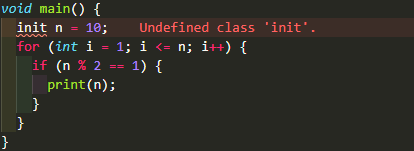 void main() {
  init n = 10;    Undefined class 'init'.
  for (int i = 1; i <= n; i++) {
    if (n % 2 == 1) {
      print(n);
    }
  }
}